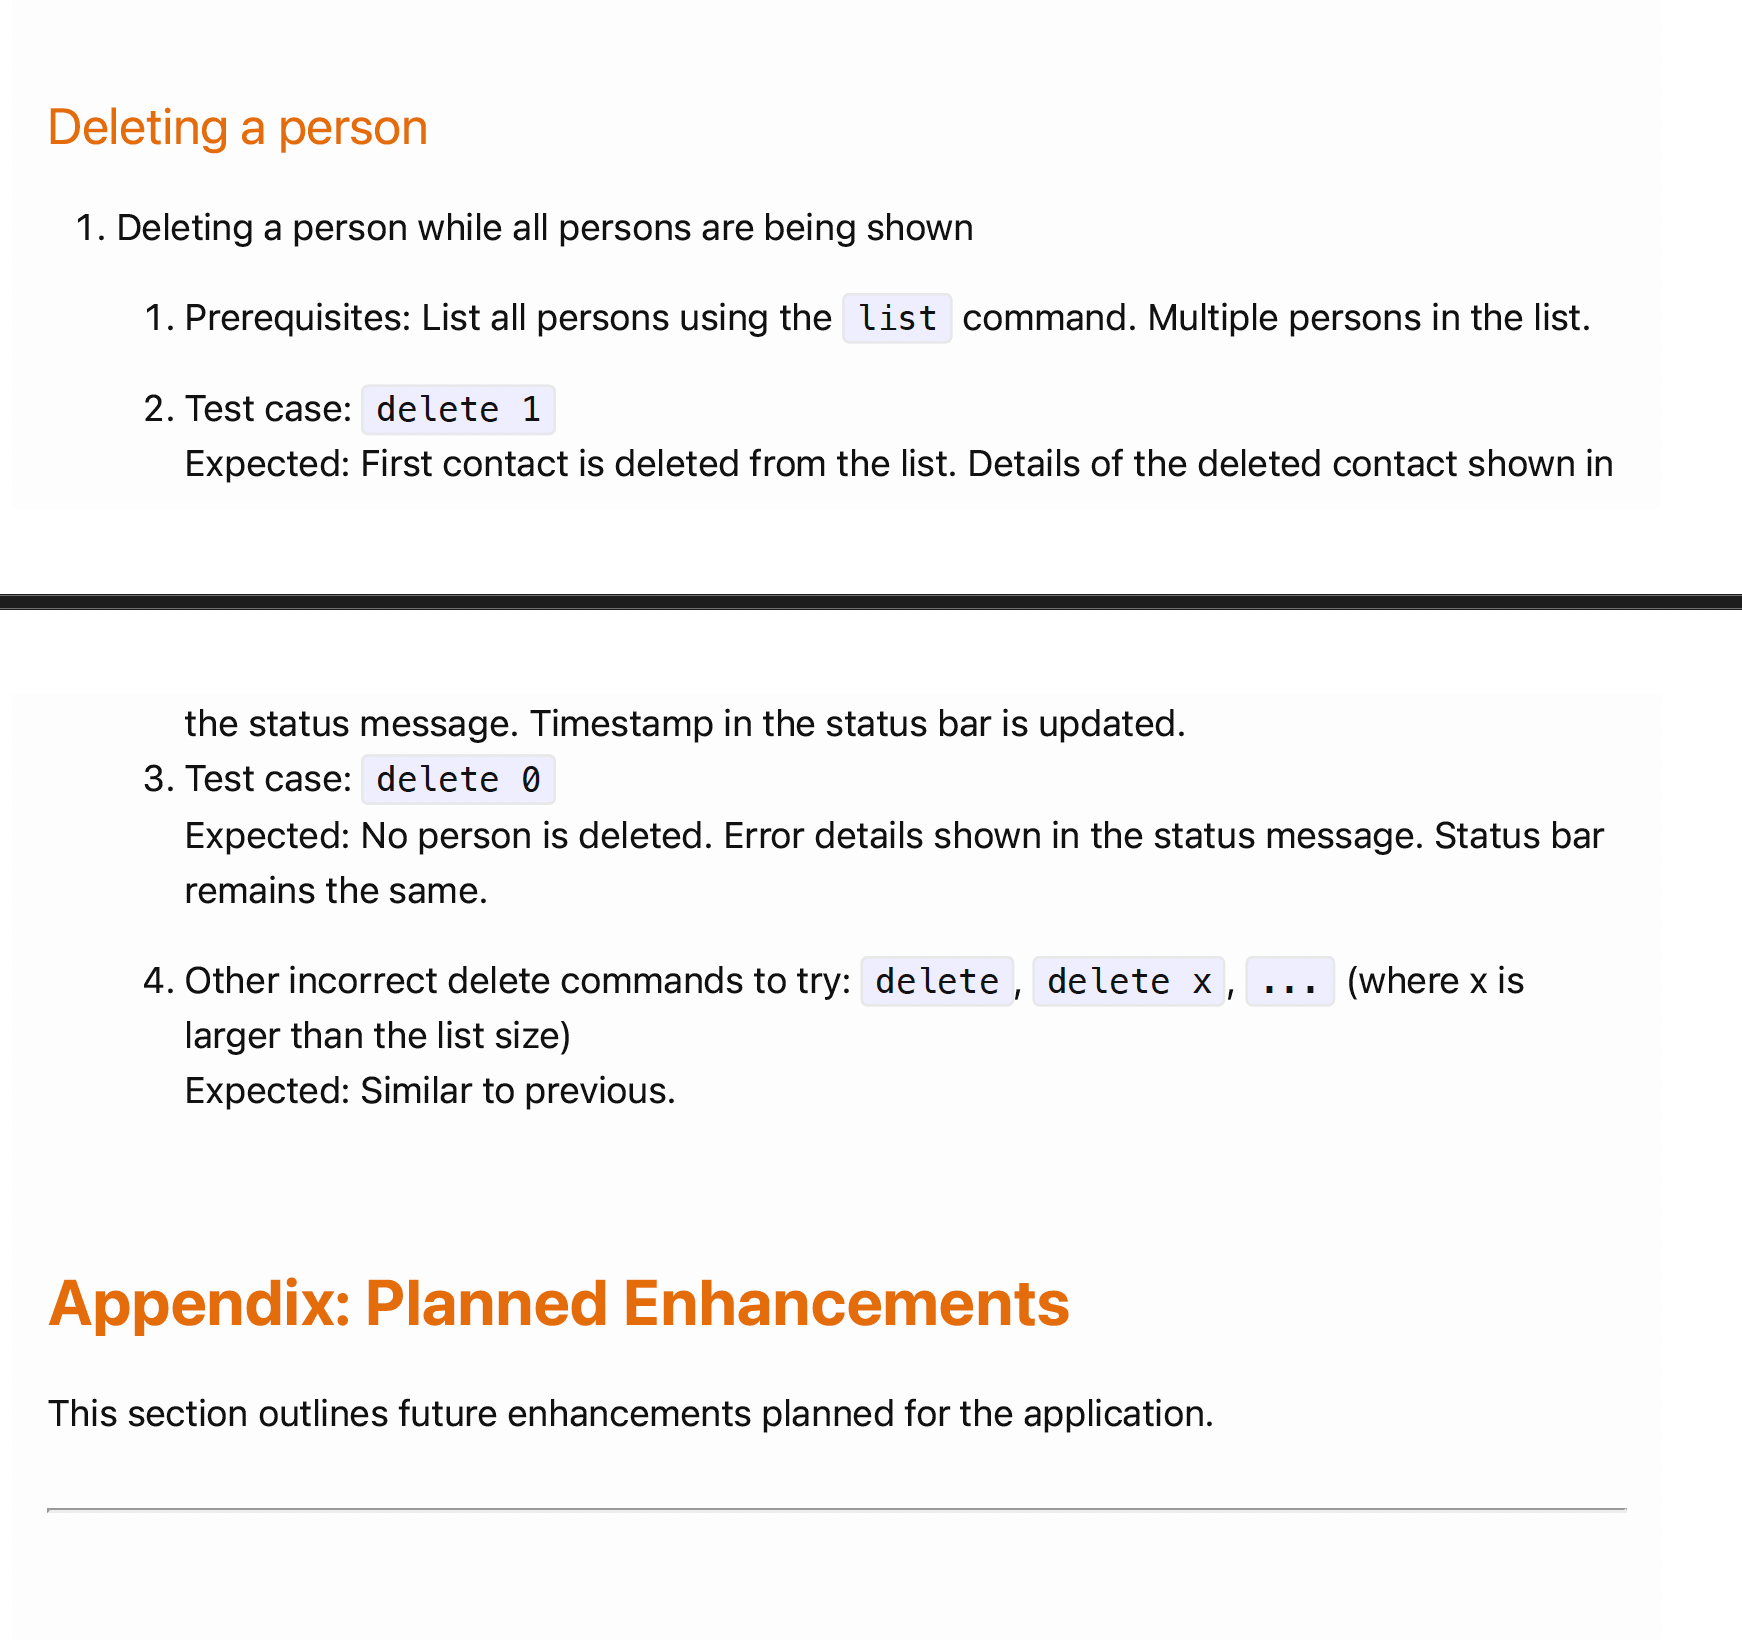 Deleting a person
1. Deleting a person while all persons are being shown
1. Prerequisites: List all persons using the list command. Multiple persons in the list.
2. Test case: delete 1
Expected: First contact is deleted from the list. Details of the deleted contact shown in
the status message. Timestamp in the status bar is updated.
3. Test case: delete 0
Expected: No person is deleted. Error details shown in the status message. Status bar
remains the same.
4. Other incorrect delete commands to try: delete, delete x, ... (where x is
larger than the list size)
Expected: Similar to previous.
Appendix: Planned Enhancements
This section outlines future enhancements planned for the application.